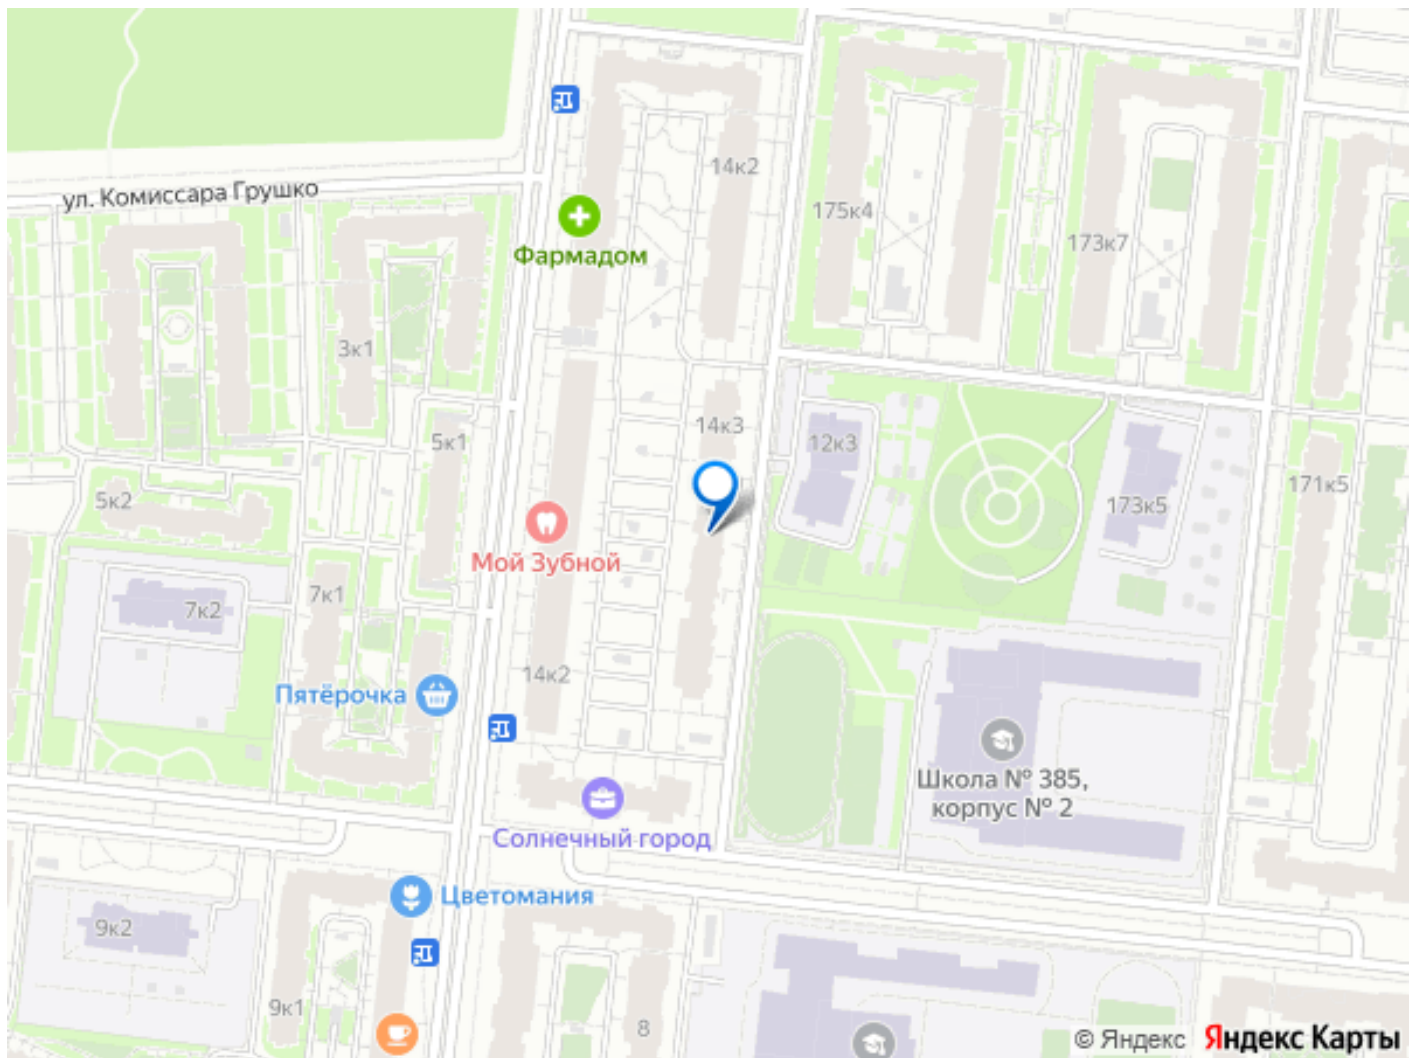 14к2
175к4
ул. Комиссара Грушко
173к7
Фармадом
3к1
14к3
5к1
12к3
171к5
5к2
173к5
Мой Зубной
7к1
7к2
14к2
Пятёрочка
Школа № 385,
корпус № 2
Солнечный город
Цветомания
9к2
9к1
8
© Яндекс Яндекс Карты